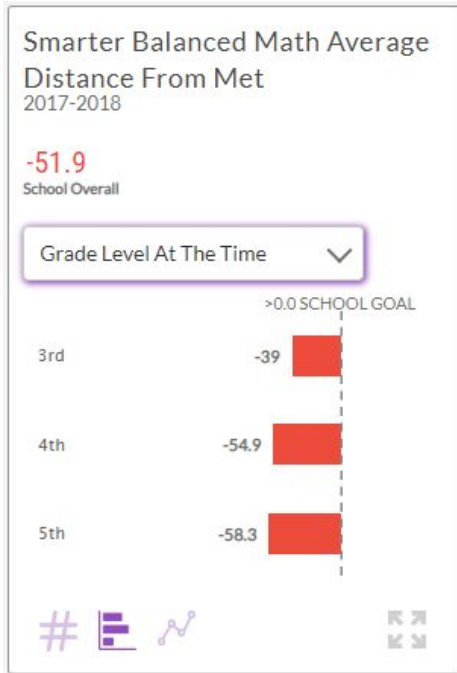 Smarter Balanced Math Average
Distance From Met
2017-2018
-51.9
School Overall
Grade Level At The Time
>0.0 SCHOOL GOAL
3rd -39
4th -54.9
5th -58.3
#